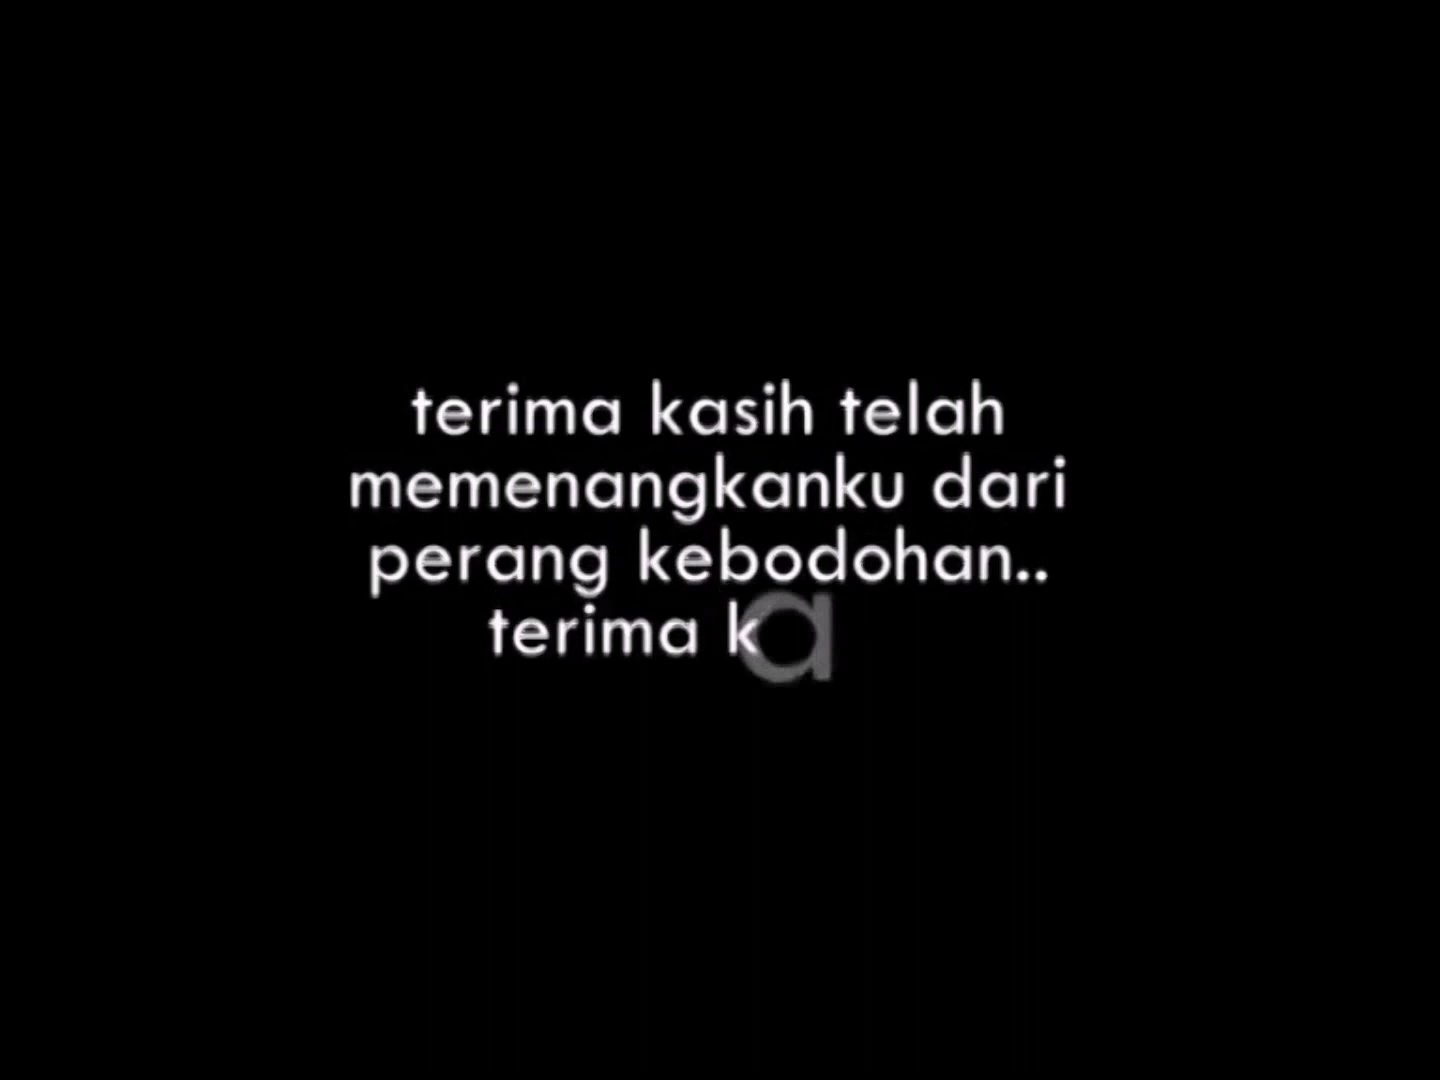 terima kasih telah
memenangkanku dari
perang kebodohan..
terima ka